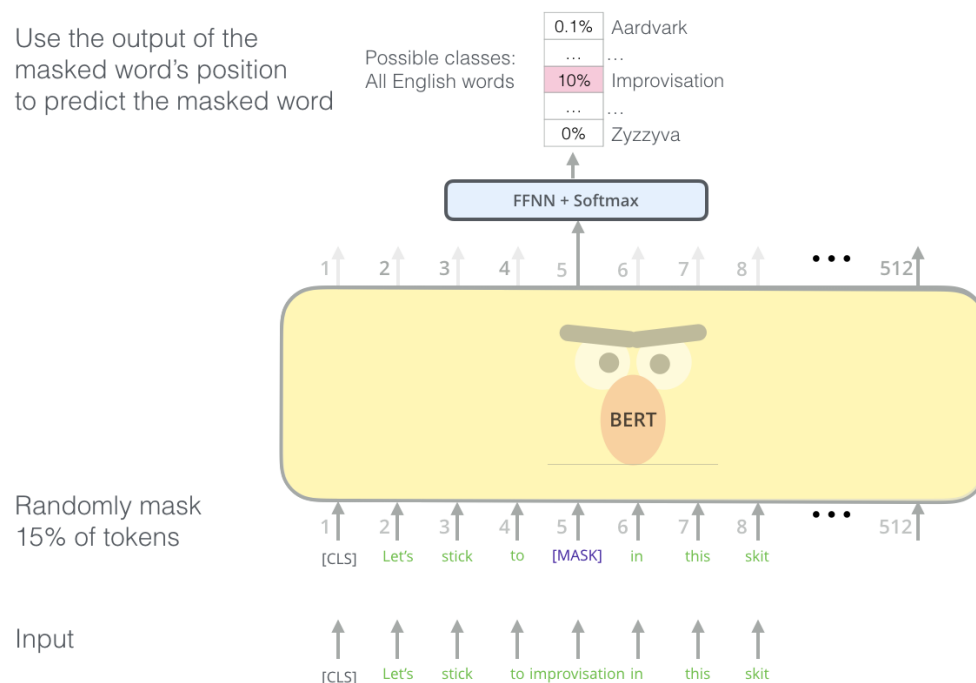 Use the output of the
masked word's position
to predict the masked word
Possible classes:
All English words
0.1% Aardvark
... ...
10% Improvisation
... ...
0% Zyzzyva
FFNN + Softmax
1 2 3 4 5 6 7 8 ••• 512
BERT
Randomly mask
15% of tokens
1 2 3 4 5 6 7 8 ••• 512
[CLS] Let's stick to [MASK] in this skit
Input
[CLS] Let's stick to improvisation in this skit